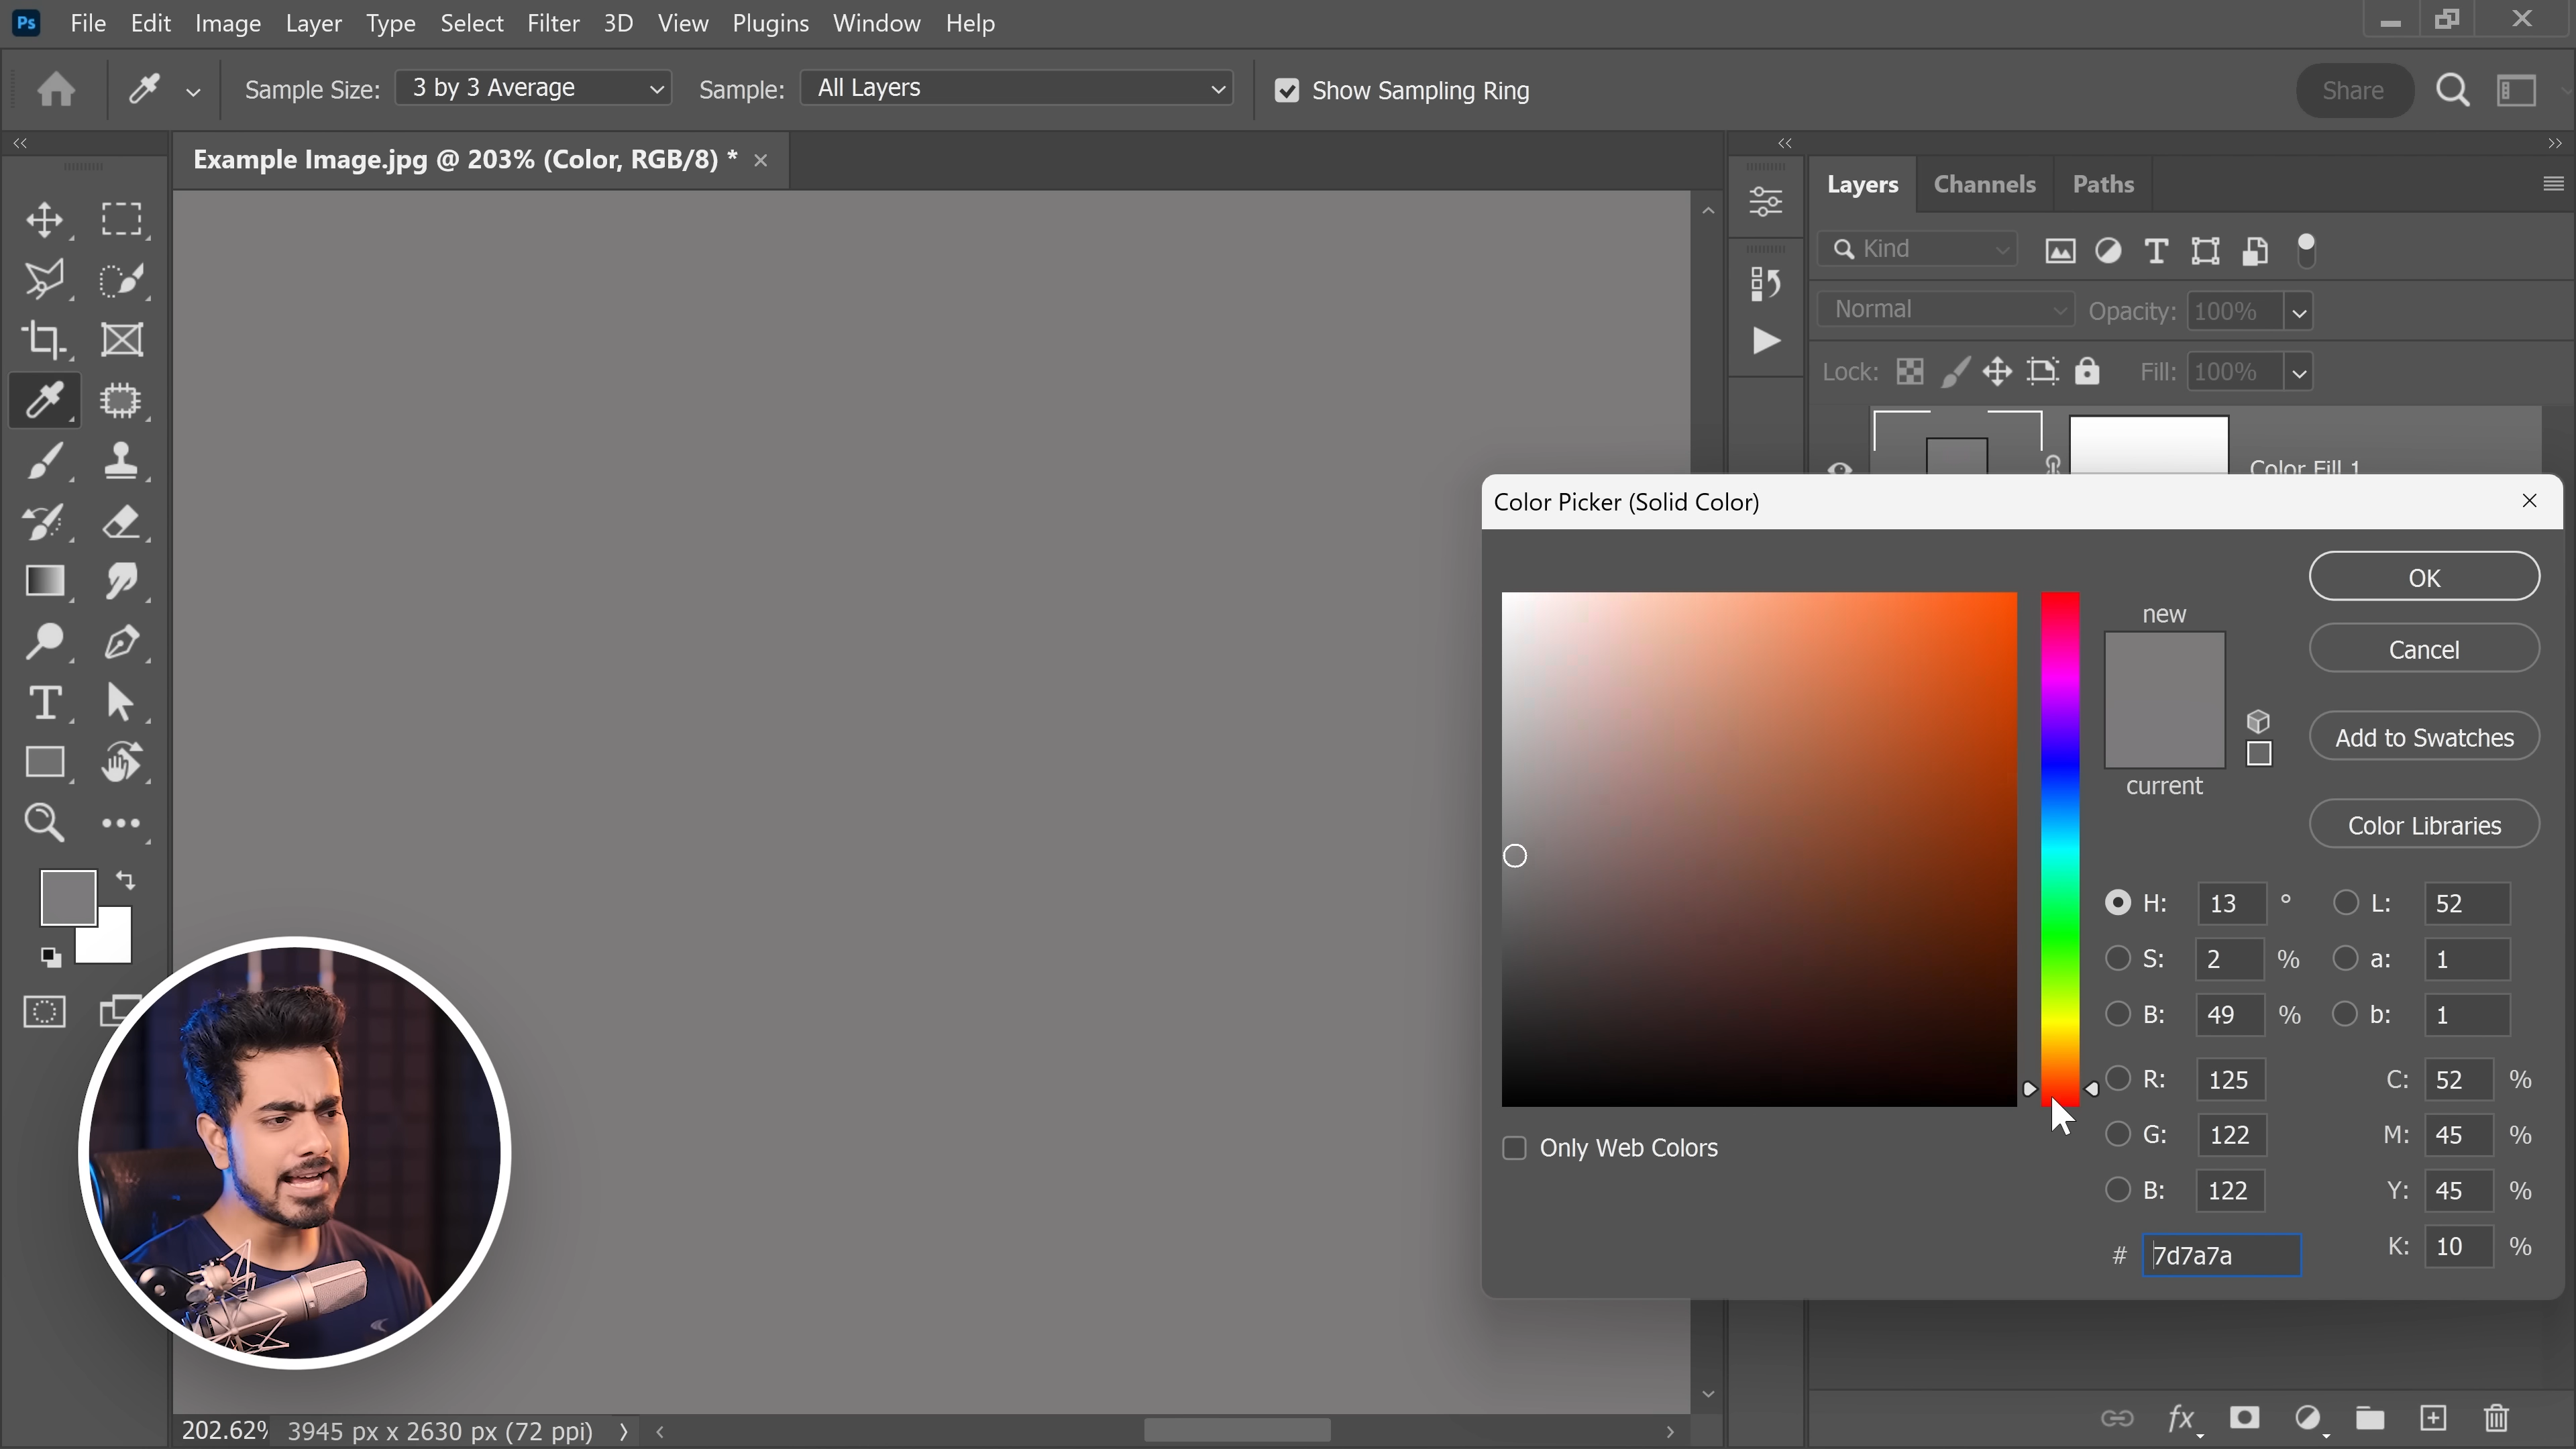 Ps File Edit Image Layer Type Select Filter 3D View Plugins Window Help
Sample Size: 3 by 3 Average Sample: All Layers Show Sampling Ring Share
Example Image.jpg @ 203% (Color, RGB/8) *
Layers Channels Paths
Kind
Normal Opacity: 100%
Lock: Fill: 100%
Color Fill 1
Color Picker (Solid Color)
OK
new
Cancel
Add to Swatches
current
Color Libraries
H: 13 ° L: 52
S: 2 % a: 1
B: 49 % b: 1
R: 125 C: 52 %
G: 122 M: 45 %
Only Web Colors
B: 122 Y: 45 %
# 7d7a7a K: 10 %
202.62% 3945 px x 2630 px (72 ppi)
fx